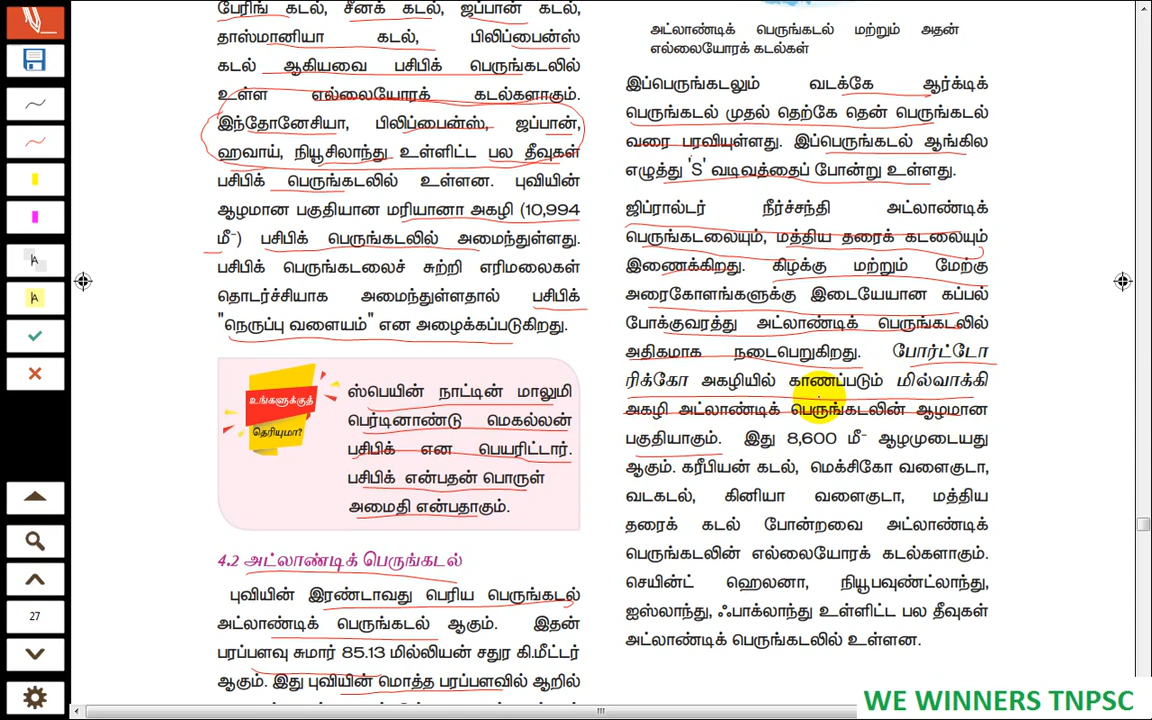 பேரிங் கடல், சீனக் கடல், ஜப்பான் கடல்,
தாஸ்மானியா கடல், பிலிப்பைன்ஸ்
கடல் ஆகியவை பசிபிக் பெருங்கடலில்
உள்ள எல்லையோரக் கடல்களாகும்.
இந்தோனேசியா, பிலிப்பைன்ஸ், ஜப்பான்,
ஹவாய், நியூசிலாந்து உள்ளிட்ட பல தீவுகள்
பசிபிக் பெருங்கடலில் உள்ளன. புவியின்
ஆழமான பகுதியான மரியானா அகழி (10,994
மீ-) பசிபிக் பெருங்கடலில் அமைந்துள்ளது.
பசிபிக் பெருங்கடலைச் சுற்றி எரிமலைகள்
தொடர்ச்சியாக அமைந்துள்ளதால் பசிபிக்
"நெருப்பு வளையம்" என அழைக்கப்படுகிறது.
உங்களுக்குத்
தெரியுமா?
ஸ்பெயின் நாட்டின் மாலுமி
பெர்டினாண்டு மெகல்லன்
பசிபிக் என பெயரிட்டார்.
பசிபிக் என்பதன் பொருள்
அமைதி என்பதாகும்.
4.2 அட்லாண்டிக் பெருங்கடல்
புவியின் இரண்டாவது பெரிய பெருங்கடல்
அட்லாண்டிக் பெருங்கடல் ஆகும். இதன்
பரப்பளவு சுமார் 85.13 மில்லியன் சதுர கி.மீட்டர்
ஆகும். இது புவியின் மொத்த பரப்பளவில் ஆறில்
அட்லாண்டிக் பெருங்கடல் மற்றும் அதன்
எல்லையோரக் கடல்கள்
இப்பெருங்கடலும் வடக்கே ஆர்க்டிக்
பெருங்கடல் முதல் தெற்கே தென் பெருங்கடல்
வரை பரவியுள்ளது. இப்பெருங்கடல் ஆங்கில
எழுத்து 'S' வடிவத்தைப் போன்று உள்ளது.
ஜிப்ரால்டர் நீர்ச்சந்தி அட்லாண்டிக்
பெருங்கடலையும், மத்திய தரைக் கடலையும்
இணைக்கிறது. கிழக்கு மற்றும் மேற்கு
அரைகோளங்களுக்கு இடையேயான கப்பல்
போக்குவரத்து அட்லாண்டிக் பெருங்கடலில்
அதிகமாக நடைபெறுகிறது. போர்ட்டோ
ரிக்கோ அகழியில் காணப்படும் மில்வாக்கி
அகழி அட்லாண்டிக் பெருங்கடலின் ஆழமான
பகுதியாகும். இது 8,600 மீ- ஆழமுடையது
ஆகும். கரீபியன் கடல், மெக்சிகோ வளைகுடா,
வடகடல், கினியா வளைகுடா, மத்திய
தரைக் கடல் போன்றவை அட்லாண்டிக்
பெருங்கடலின் எல்லையோரக் கடல்களாகும்.
செயின்ட் ஹெலனா, நியூபவுண்ட்லாந்து,
ஐஸ்லாந்து, ஃபாக்லாந்து உள்ளிட்ட பல தீவுகள்
அட்லாண்டிக் பெருங்கடலில் உள்ளன.
27
WE WINNERS TNPSC